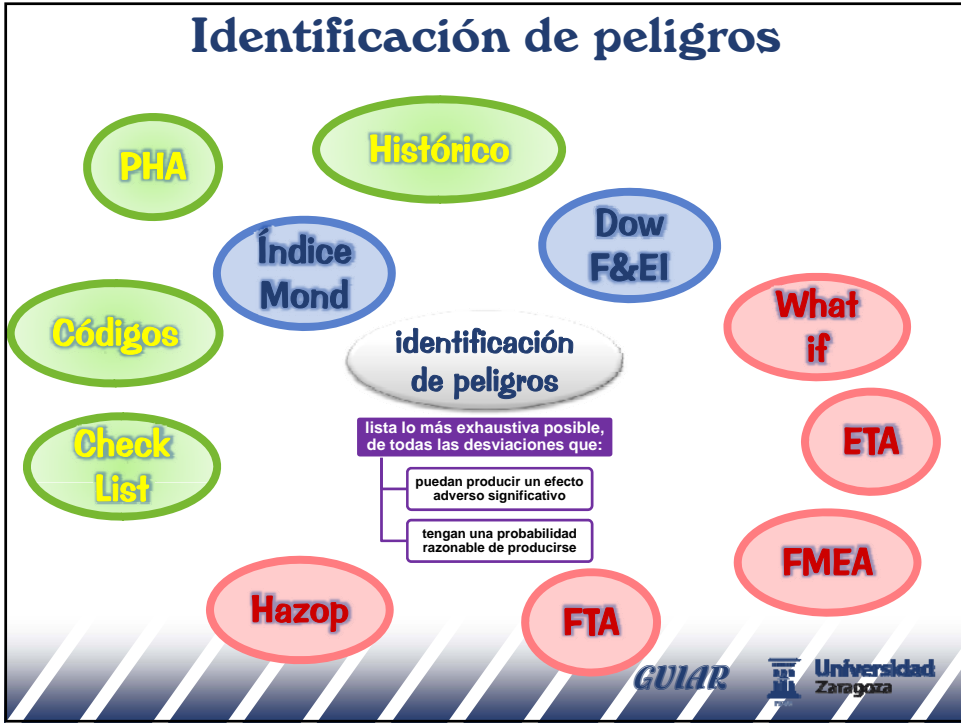 Identificación de peligros
PHA
Histórico
Índice
Mond
Dow
F&EI
Códigos
identificación
de peligros
What
if
Check
List
lista lo más exhaustiva posible,
de todas las desviaciones que:
puedan producir un efecto
adverso significativo
tengan una probabilidad
razonable de producirse
ETA
FMEA
Hazop
FTA
GUIAR
Universidad
Zaragoza